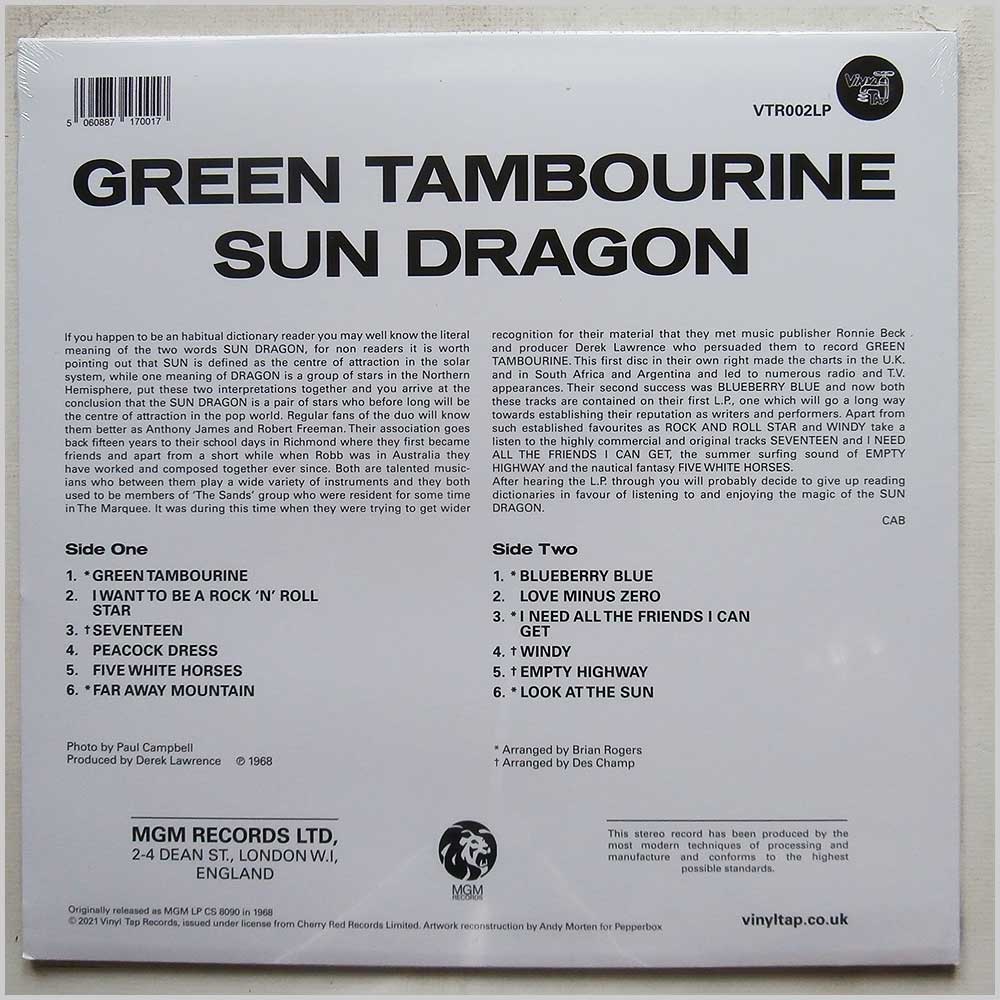 5 060887 170017
VTR002LP
VINYL TAP
GREEN TAMBOURINE
SUN DRAGON
If you happen to be an habitual dictionary reader you may well know the literal
meaning of the two words SUN DRAGON, for non readers it is worth
pointing out that SUN is defined as the centre of attraction in the solar
system, while one meaning of DRAGON is a group of stars in the Northern
Hemisphere, put these two interpretations together and you arrive at the
conclusion that the SUN DRAGON is a pair of stars who before long will be
the centre of attraction in the pop world. Regular fans of the duo will know
them better as Anthony James and Robert Freeman. Their association goes
back fifteen years to their school days in Richmond where they first became
friends and apart from a short while when Robb was in Australia they
have worked and composed together ever since. Both are talented music-
ians who between them play a wide variety of instruments and they both
used to be members of 'The Sands' group who were resident for some time
in The Marquee. It was during this time when they were trying to get wider
recognition for their material that they met music publisher Ronnie Beck
and producer Derek Lawrence who persuaded them to record GREEN
TAMBOURINE. This first disc in their own right made the charts in the U.K.
and in South Africa and Argentina and led to numerous radio and T.V.
appearances. Their second success was BLUEBERRY BLUE and now both
these tracks are contained on their first L.P., one which will go a long way
towards establishing their reputation as writers and performers. Apart from
such established favourites as ROCK AND ROLL STAR and WINDY take a
listen to the highly commercial and original tracks SEVENTEEN and I NEED
ALL THE FRIENDS I CAN GET, the summer surfing sound of EMPTY
HIGHWAY and the nautical fantasy FIVE WHITE HORSES.
After hearing the L.P. through you will probably decide to give up reading
dictionaries in favour of listening to and enjoying the magic of the SUN
DRAGON.
CAB
Side One
1. * GREEN TAMBOURINE
2. I WANT TO BE A ROCK 'N' ROLL
STAR
3. † SEVENTEEN
4. PEACOCK DRESS
5. FIVE WHITE HORSES
6. * FAR AWAY MOUNTAIN
Side Two
1. * BLUEBERRY BLUE
2. LOVE MINUS ZERO
3. * I NEED ALL THE FRIENDS I CAN
GET
4. † WINDY
5. † EMPTY HIGHWAY
6. * LOOK AT THE SUN
Photo by Paul Campbell
Produced by Derek Lawrence ℗ 1968
* Arranged by Brian Rogers
† Arranged by Des Champ
MGM RECORDS LTD,
2-4 DEAN ST., LONDON W.I,
ENGLAND
MGM
RECORDS
This stereo record has been produced by the
most modern techniques of processing and
manufacture and conforms to the highest
possible standards.
Originally released as MGM LP CS 8090 in 1968
© 2021 Vinyl Tap Records, issued under license from Cherry Red Records Limited. Artwork reconstruction by Andy Morten for Pepperbox
vinyltap.co.uk